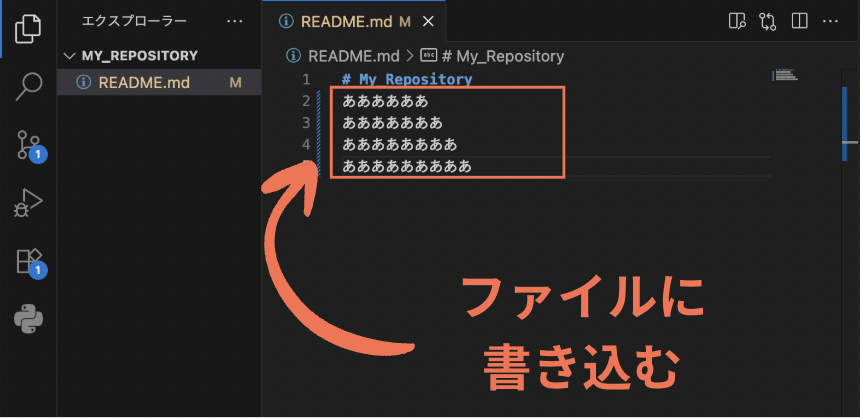 エクスプローラー ···
README.md M ×
MY_REPOSITORY
README.md M
README.md > # My_Repository
1 # My Repository
2 ああああああ
3 あああああああ
4 ああああああああ
あああああああああ
1
1
ファイルに
書き込む